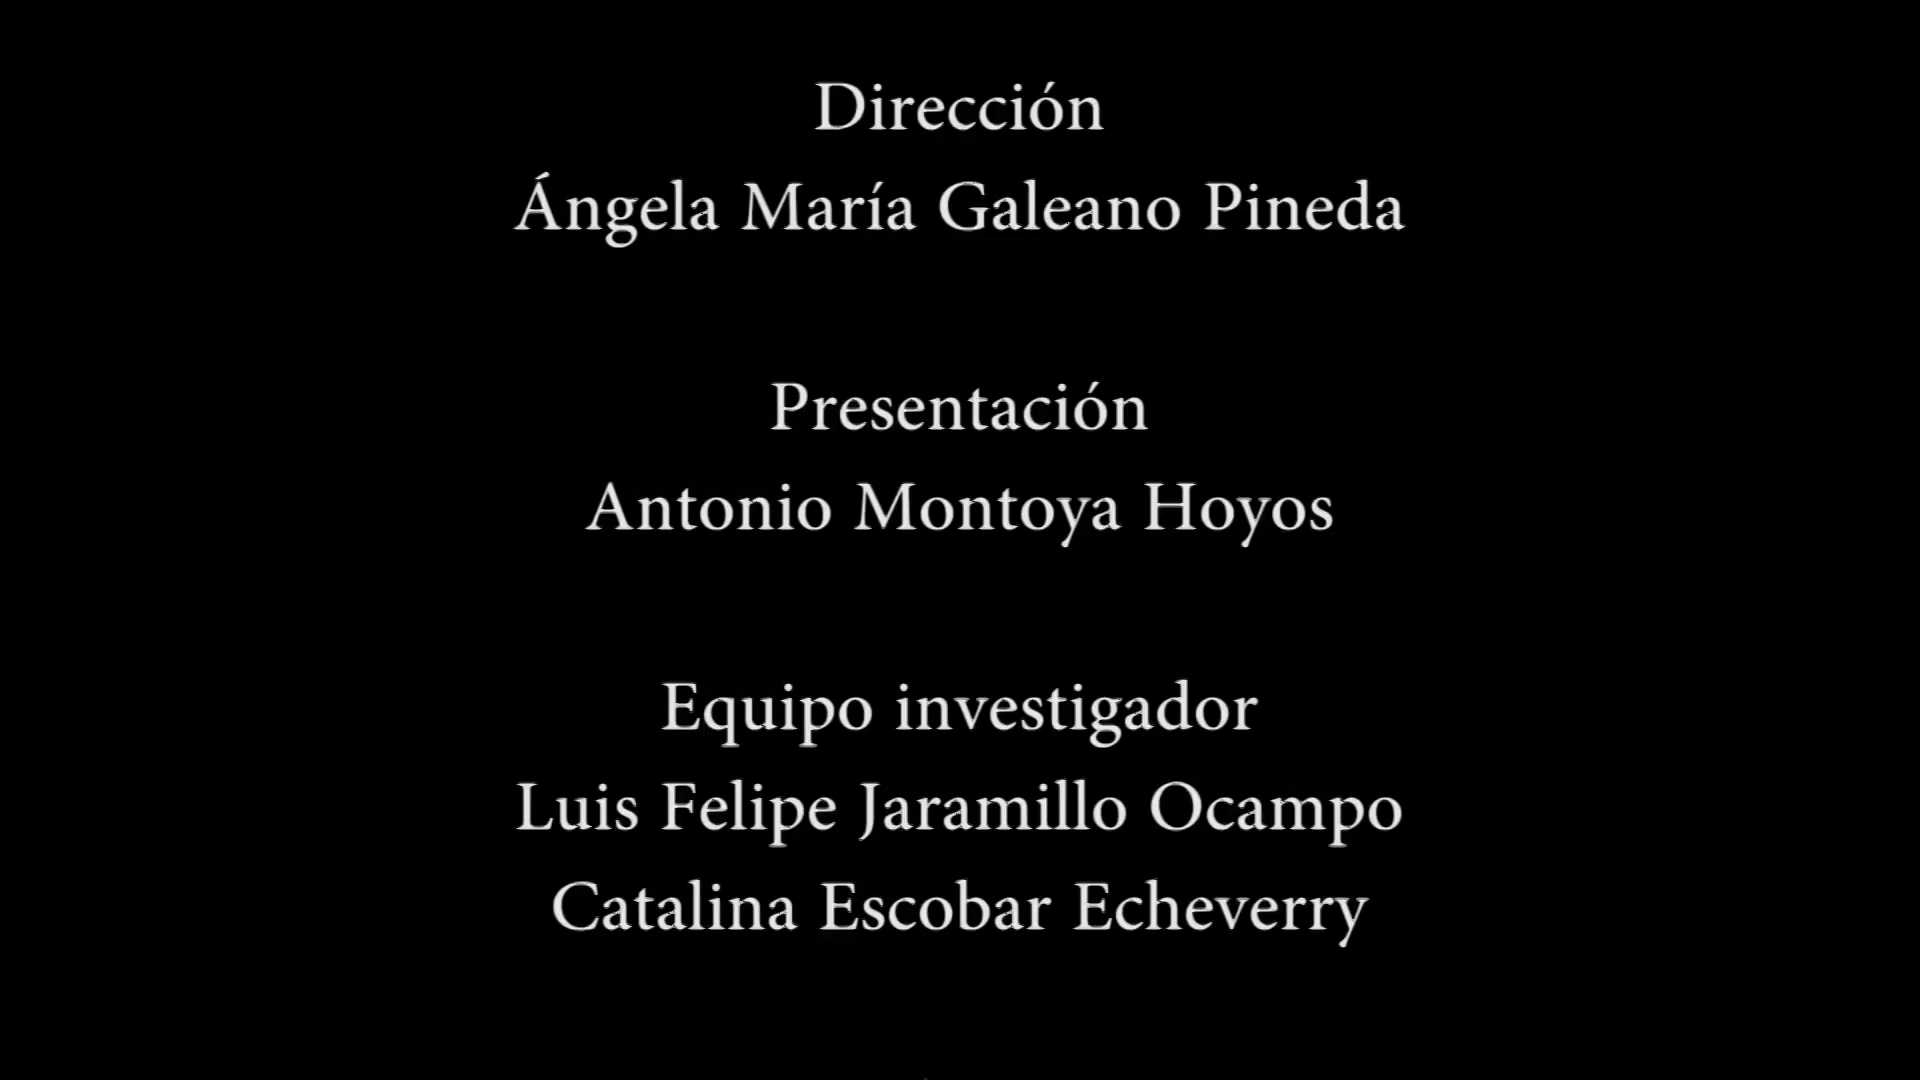 Dirección
Ángela María Galeano Pineda
Presentación
Antonio Montoya Hoyos
Equipo investigador
Luis Felipe Jaramillo Ocampo
Catalina Escobar Echeverry